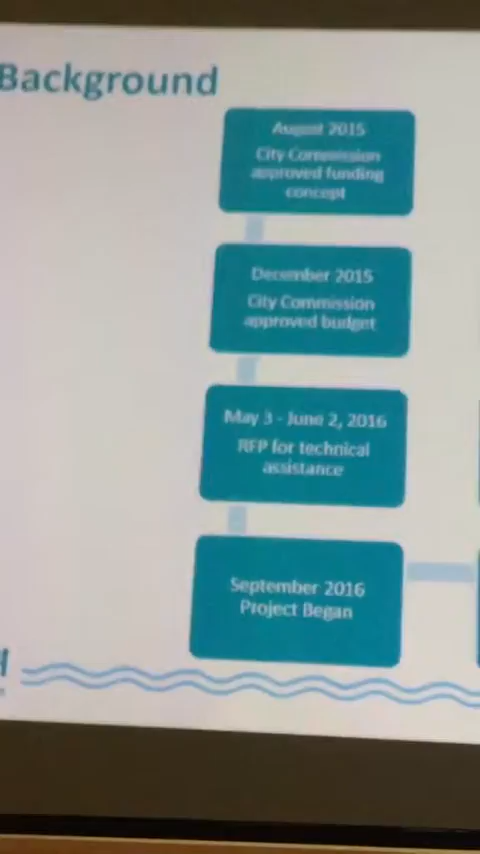 Background
August 2015
City Commission
approved funding
concept
December 2015
City Commission
approved budget
May 3 - June 2, 2016
RFP for technical
assistance
September 2016
Project Began